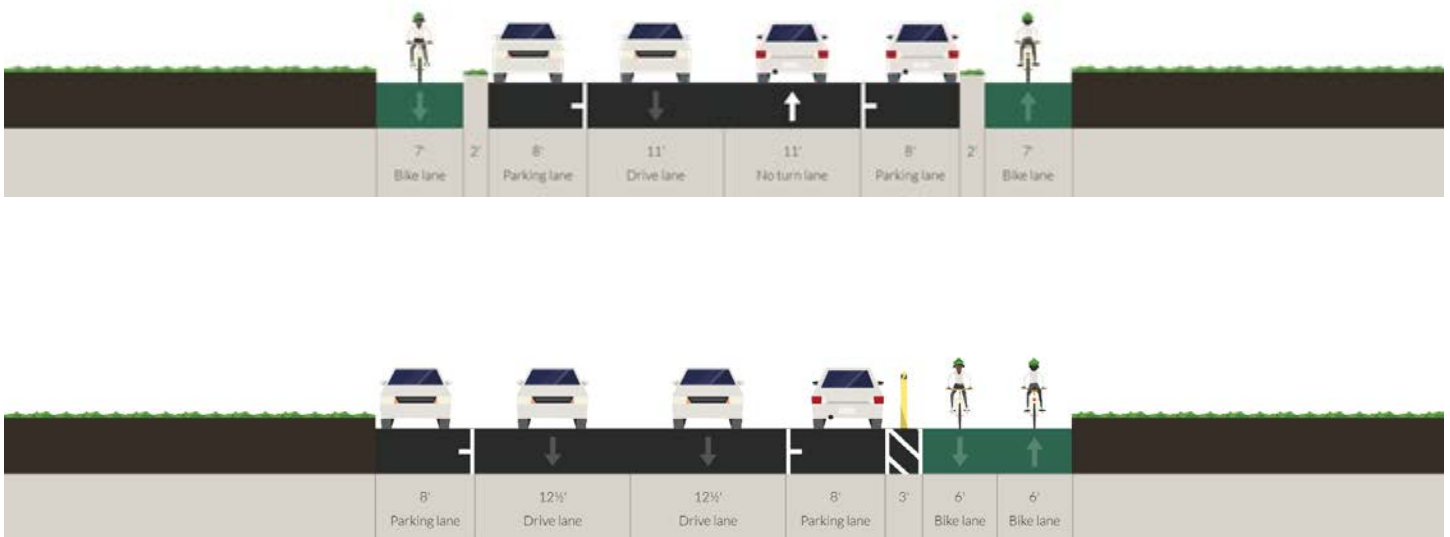 7' 2' 8' 11' 11' 8' 2' 7'
Bike lane Parking lane Drive lane No turn lane Parking lane Bike lane
8' 12½' 12½' 8' 3' 6' 6'
Parking lane Drive lane Drive lane Parking lane Bike lane Bike lane